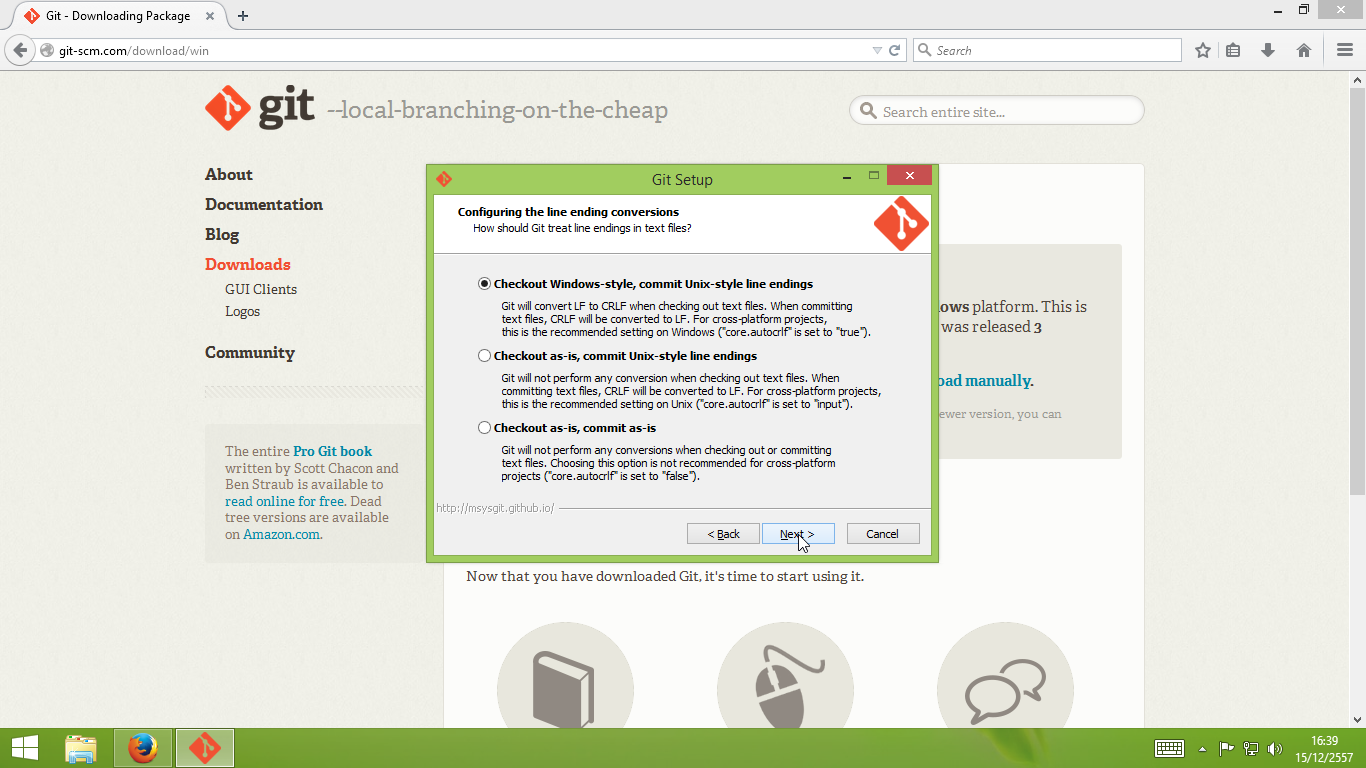 Git - Downloading Package
git-scm.com/download/win
Search
git --local-branching-on-the-cheap
Search entire site...
About
Documentation
Blog
Downloads
GUI Clients
Logos
Community
The entire Pro Git book
written by Scott Chacon and
Ben Straub is available to
read online for free. Dead
tree versions are available
on Amazon.com.
Git Setup
Configuring the line ending conversions
How should Git treat line endings in text files?
Checkout Windows-style, commit Unix-style line endings
Git will convert LF to CRLF when checking out text files. When committing
text files, CRLF will be converted to LF. For cross-platform projects,
this is the recommended setting on Windows ("core.autocrlf" is set to "true").
Checkout as-is, commit Unix-style line endings
Git will not perform any conversion when checking out text files. When
committing text files, CRLF will be converted to LF. For cross-platform projects,
this is the recommended setting on Unix ("core.autocrlf" is set to "input").
Checkout as-is, commit as-is
Git will not perform any conversions when checking out or committing
text files. Choosing this option is not recommended for cross-platform
projects ("core.autocrlf" is set to "false").
http://msysgit.github.io/
< Back
Next >
Cancel
ows platform. This is
was released 3
oad manually.
ewer version, you can
Now that you have downloaded Git, it's time to start using it.
16:39
15/12/2557